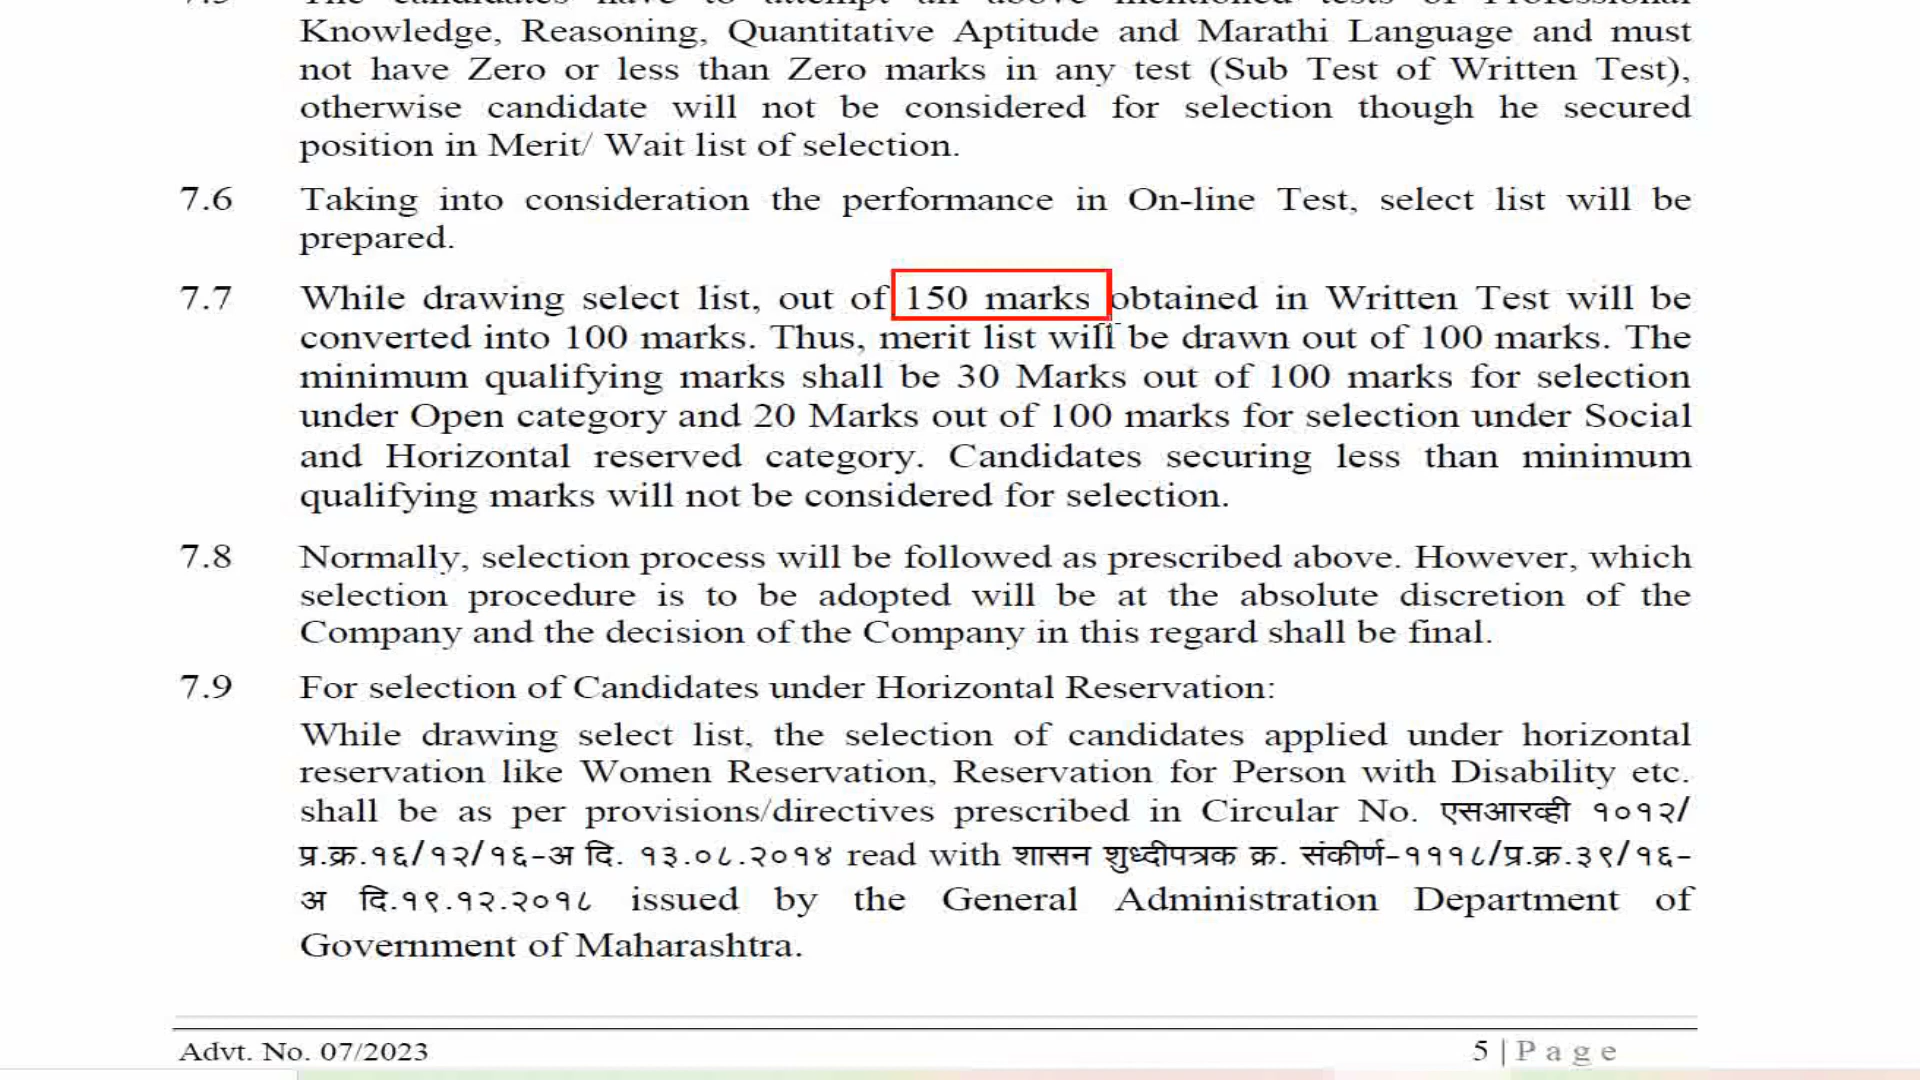 7.5 The candidates have to attempt all above mentioned tests of Professional
Knowledge, Reasoning, Quantitative Aptitude and Marathi Language and must
not have Zero or less than Zero marks in any test (Sub Test of Written Test),
otherwise candidate will not be considered for selection though he secured
position in Merit/ Wait list of selection.
7.6 Taking into consideration the performance in On-line Test, select list will be
prepared.
7.7 While drawing select list, out of 150 marks obtained in Written Test will be
converted into 100 marks. Thus, merit list will be drawn out of 100 marks. The
minimum qualifying marks shall be 30 Marks out of 100 marks for selection
under Open category and 20 Marks out of 100 marks for selection under Social
and Horizontal reserved category. Candidates securing less than minimum
qualifying marks will not be considered for selection.
7.8 Normally, selection process will be followed as prescribed above. However, which
selection procedure is to be adopted will be at the absolute discretion of the
Company and the decision of the Company in this regard shall be final.
7.9 For selection of Candidates under Horizontal Reservation:
While drawing select list, the selection of candidates applied under horizontal
reservation like Women Reservation, Reservation for Person with Disability etc.
shall be as per provisions/directives prescribed in Circular No. एसआरव्ही १०१२/
प्र.क्र.१६/१२/१६-अ दि. १३.०८.२०१४ read with शासन शुध्दीपत्रक क्र. संकीर्ण-१११८/प्र.क्र.३९/१६-
अ दि.१९.१२.२०१८ issued by the General Administration Department of
Government of Maharashtra.
Advt. No. 07/2023 5 | P a g e